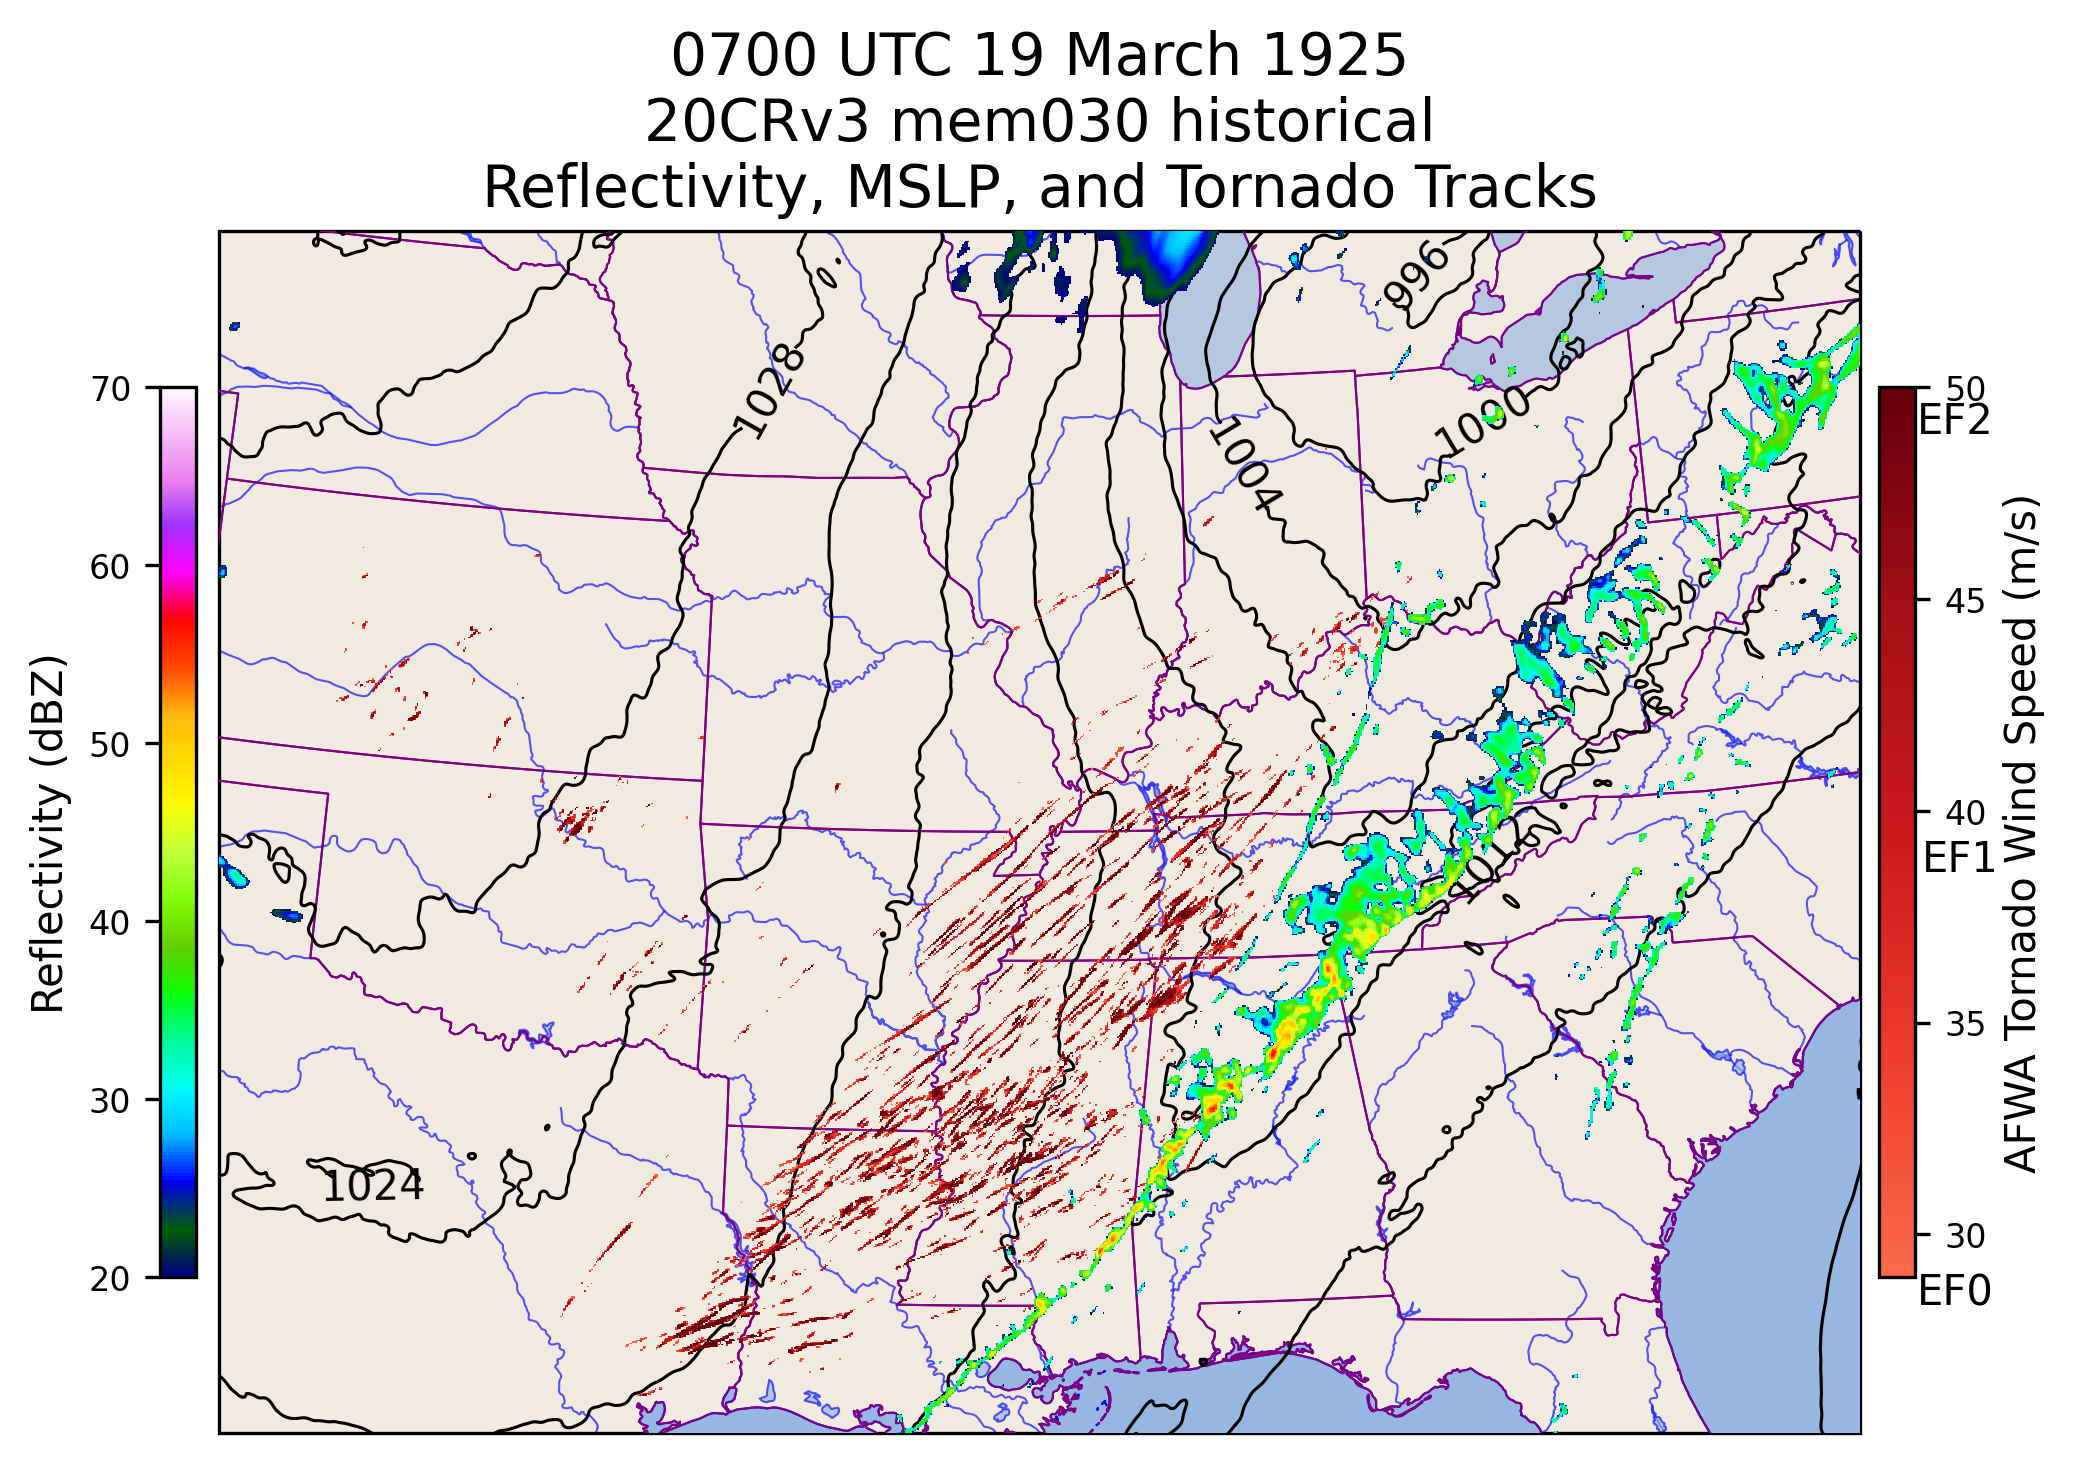 0700 UTC 19 March 1925
20CRv3 mem030 historical
Reflectivity, MSLP, and Tornado Tracks
996
1028
1000
1004
1012
1024
70
60
50
40
30
20
Reflectivity (dBZ)
50
EF2
45
40
EF1
35
30
EF0
AFWA Tornado Wind Speed (m/s)